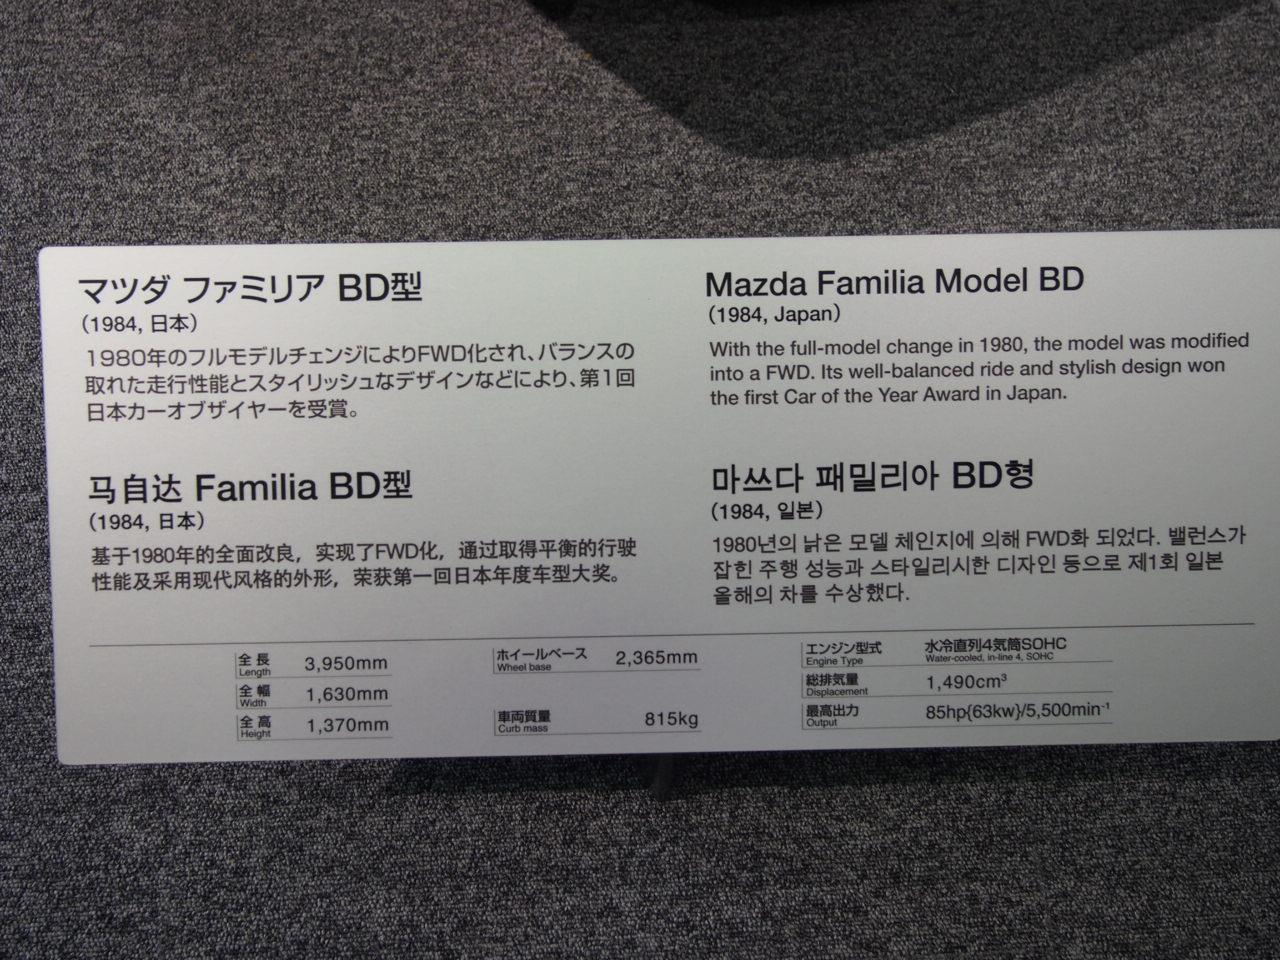 マツダ ファミリア BD型
(1984, 日本)
1980年のフルモデルチェンジによりFWD化され、バランスの
取れた走行性能とスタイリッシュなデザインなどにより、第1回
日本カーオブザイヤーを受賞。
Mazda Familia Model BD
(1984, Japan)
With the full-model change in 1980, the model was modified
into a FWD. Its well-balanced ride and stylish design won
the first Car of the Year Award in Japan.
马自达 Familia BD型
(1984, 日本)
基于1980年的全面改良，实现了FWD化，通过取得平衡的行驶
性能及采用现代风格的外形，荣获第一回日本年度车型大奖。
마쓰다 패밀리아 BD형
(1984, 일본)
1980년의 낡은 모델 체인지에 의해 FWD화 되었다. 밸런스가
잡힌 주행 성능과 스타일리시한 디자인 등으로 제1회 일본
올해의 차를 수상했다.
全長 3,950mm
Length
全幅 1,630mm
Width
全高 1,370mm
Height
ホイールベース 2,365mm
Wheel base
車両質量 815kg
Curb mass
エンジン型式 水冷直列4気筒SOHC
Engine Type Water-cooled, in-line 4, SOHC
総排気量 1,490cm³
Displacement
最高出力 85hp{63kw}/5,500min⁻¹
Output